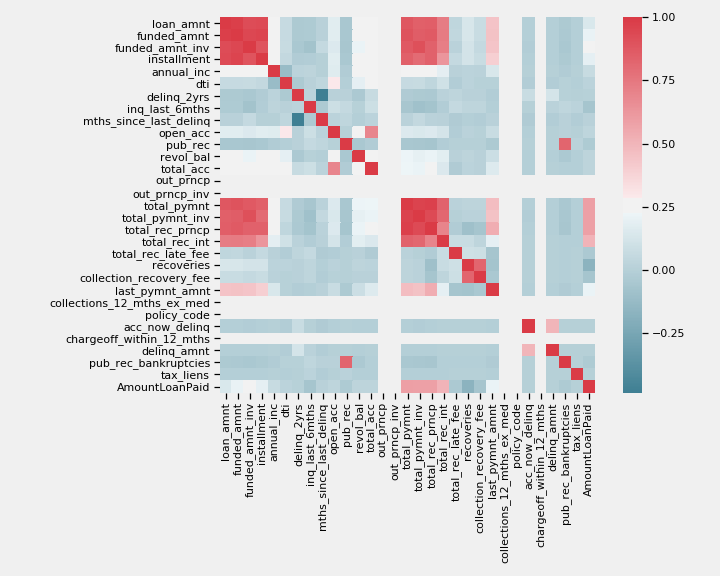 loan_amnt
funded_amnt
funded_amnt_inv
installment
annual_inc
dti
delinq_2yrs
inq_last_6mths
mths_since_last_delinq
open_acc
pub_rec
revol_bal
total_acc
out_prncp
out_prncp_inv
total_pymnt
total_pymnt_inv
total_rec_prncp
total_rec_int
total_rec_late_fee
recoveries
collection_recovery_fee
last_pymnt_amnt
collections_12_mths_ex_med
policy_code
acc_now_delinq
chargeoff_within_12_mths
delinq_amnt
pub_rec_bankruptcies
tax_liens
AmountLoanPaid
loan_amnt
funded_amnt
funded_amnt_inv
installment
annual_inc
dti
delinq_2yrs
inq_last_6mths
mths_since_last_delinq
open_acc
pub_rec
revol_bal
total_acc
out_prncp
out_prncp_inv
total_pymnt
total_pymnt_inv
total_rec_prncp
total_rec_int
total_rec_late_fee
recoveries
collection_recovery_fee
last_pymnt_amnt
collections_12_mths_ex_med
policy_code
acc_now_delinq
chargeoff_within_12_mths
delinq_amnt
pub_rec_bankruptcies
tax_liens
AmountLoanPaid
1.00
0.75
0.50
0.25
0.00
−0.25